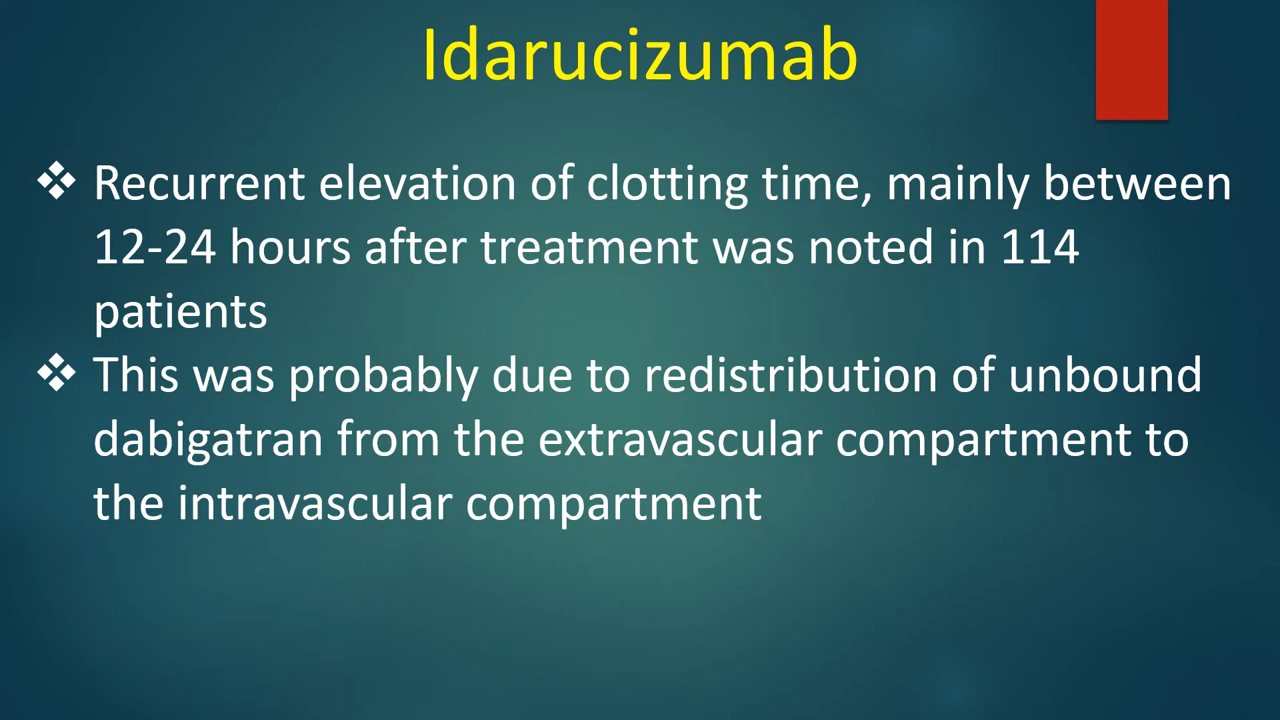 Idarucizumab
❖ Recurrent elevation of clotting time, mainly between
12-24 hours after treatment was noted in 114
patients
❖ This was probably due to redistribution of unbound
dabigatran from the extravascular compartment to
the intravascular compartment